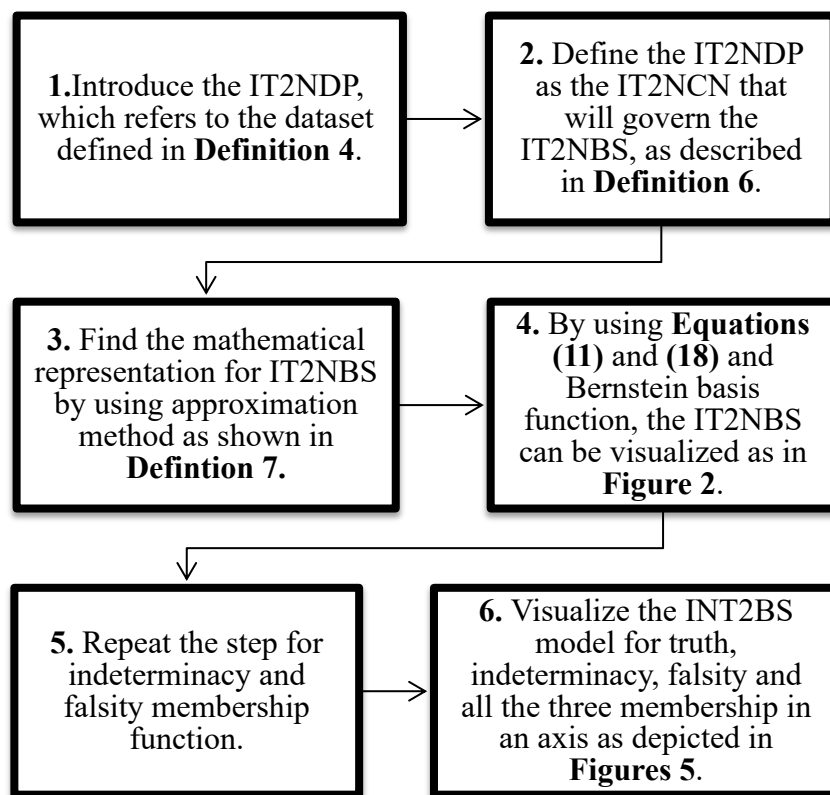 1.Introduce the IT2NDP,
which refers to the dataset
defined in Definition 4.
2. Define the IT2NDP
as the IT2NCN that
will govern the
IT2NBS, as described
in Definition 6.
3. Find the mathematical
representation for IT2NBS
by using approximation
method as shown in
Defintion 7.
4. By using Equations
(11) and (18) and
Bernstein basis
function, the IT2NBS
can be visualized as in
Figure 2.
5. Repeat the step for
indeterminacy and
falsity membership
function.
6. Visualize the INT2BS
model for truth,
indeterminacy, falsity and
all the three membership in
an axis as depicted in
Figures 5.